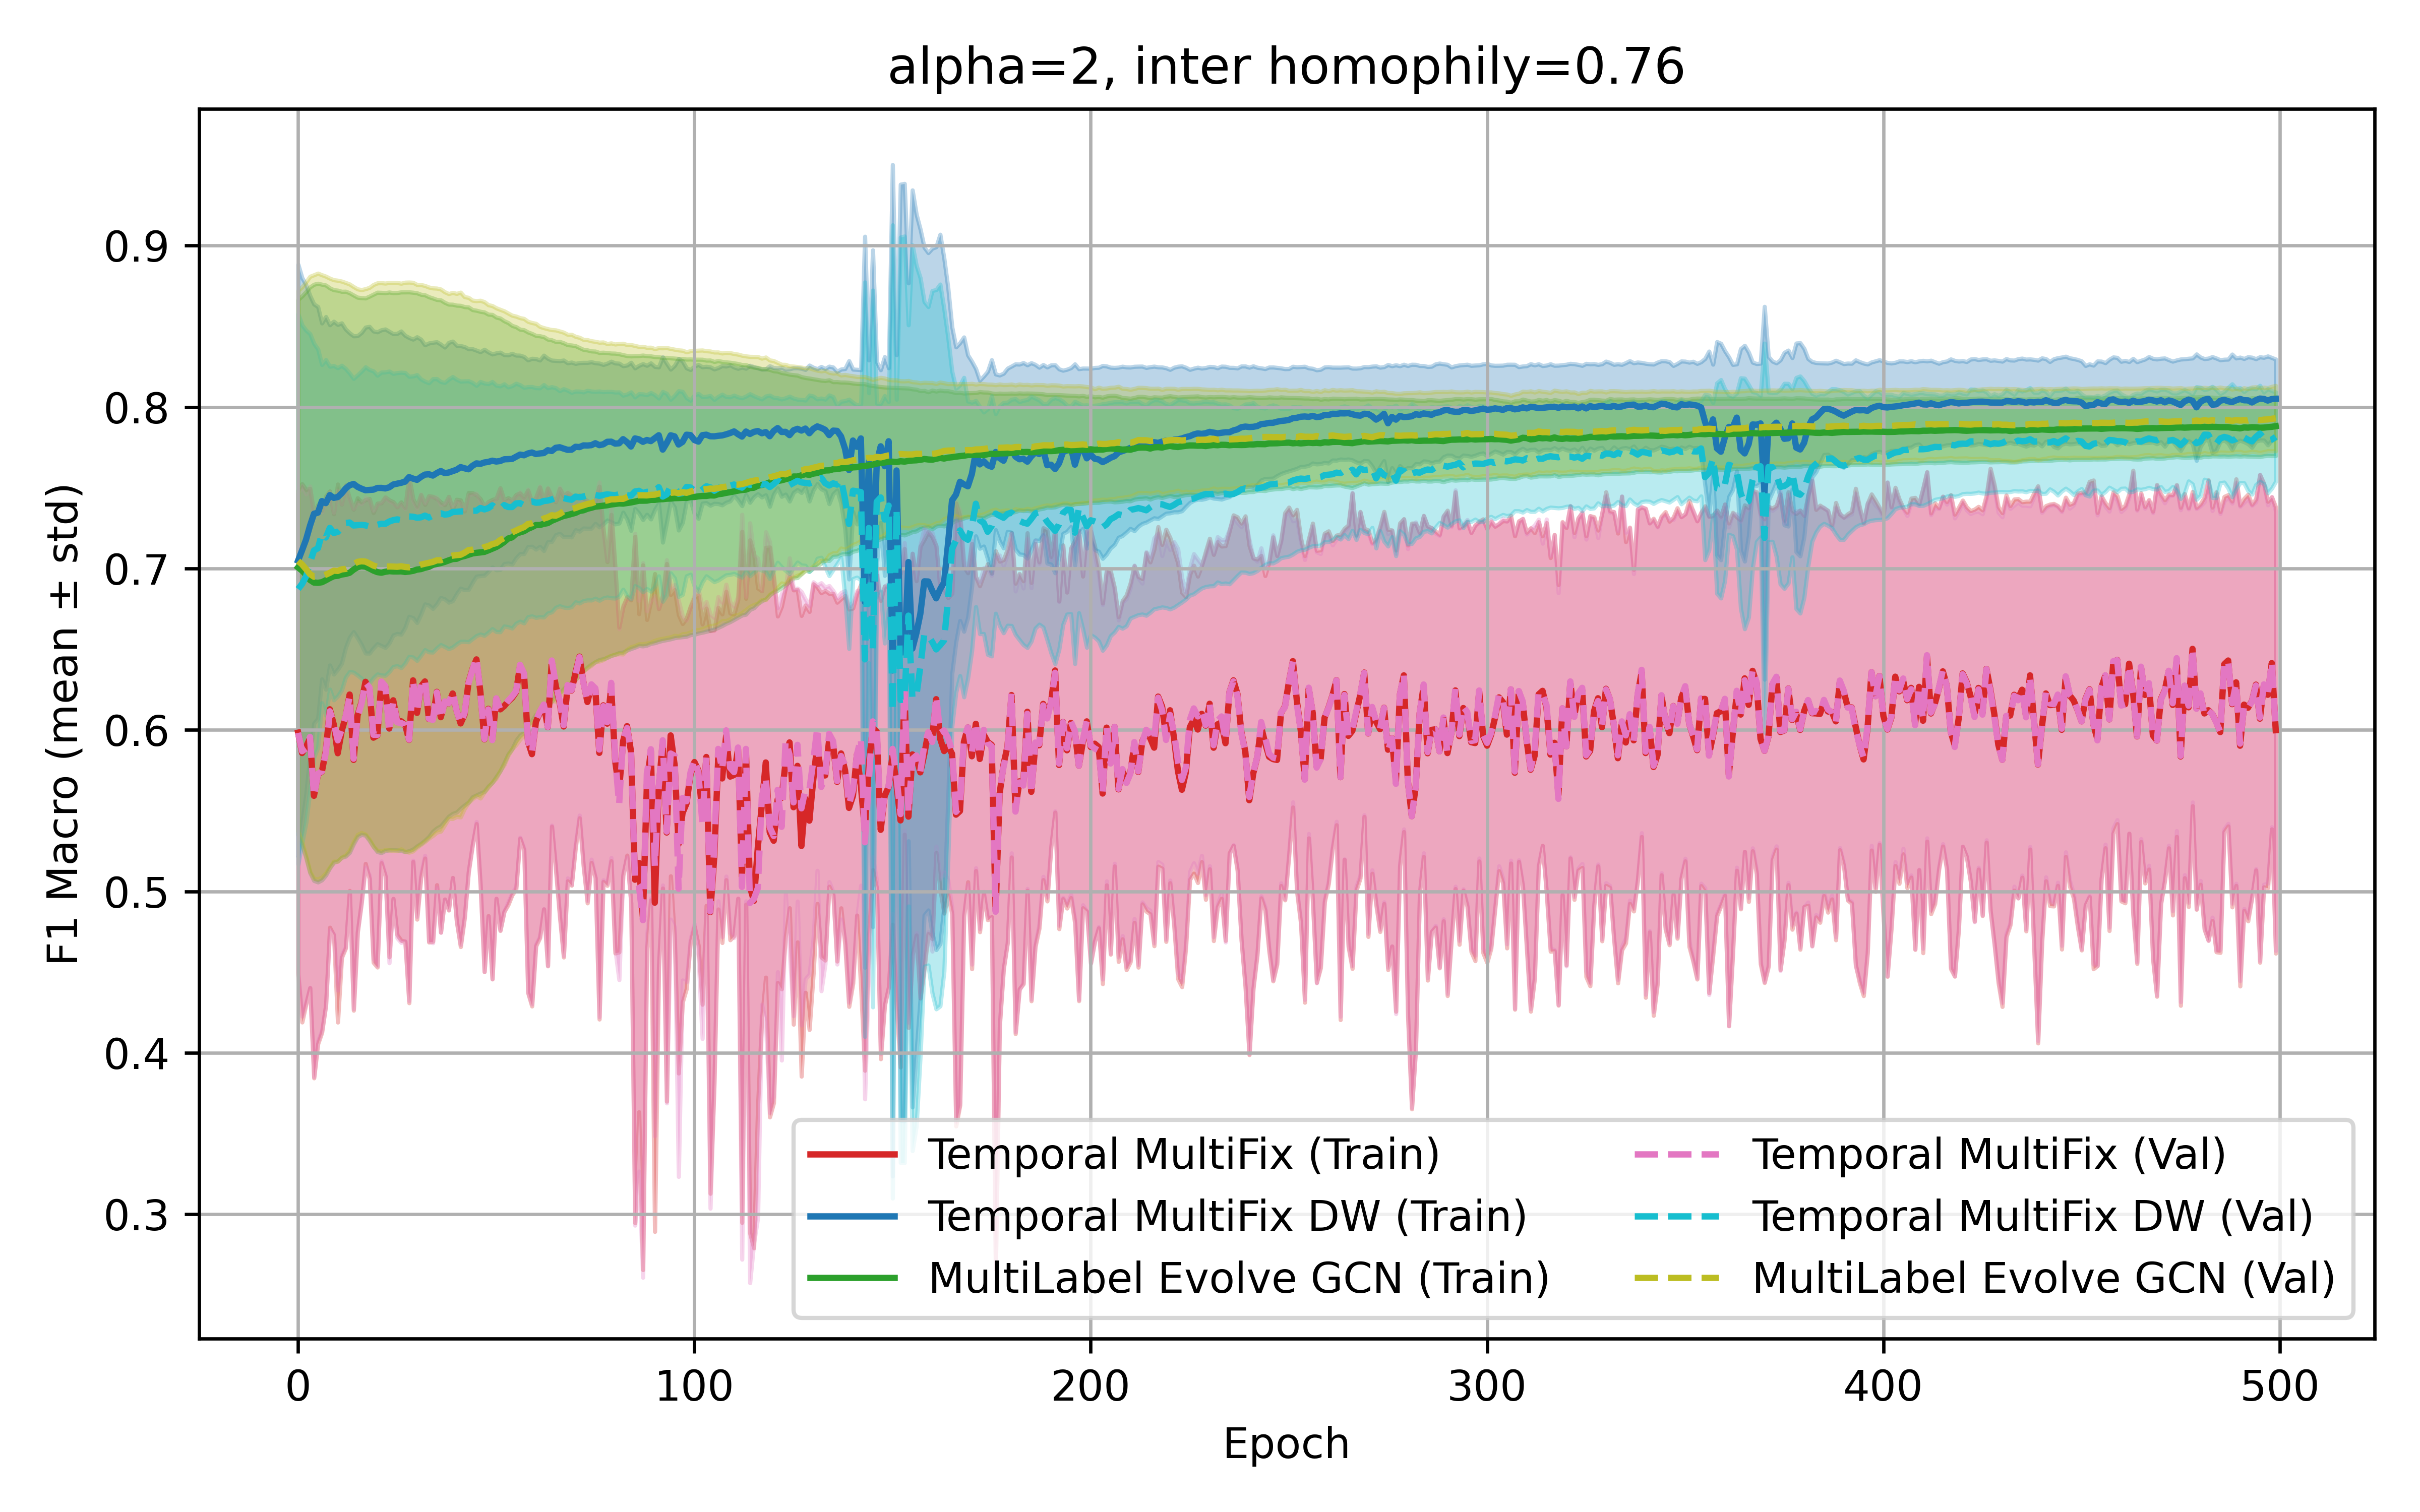 alpha=2, inter homophily=0.76
F1 Macro (mean ± std)
0.9
0.8
0.7
0.6
0.5
0.4
0.3
Temporal MultiFix (Train)
Temporal MultiFix DW (Train)
MultiLabel Evolve GCN (Train)
Temporal MultiFix (Val)
Temporal MultiFix DW (Val)
MultiLabel Evolve GCN (Val)
0 100 200 300 400 500
Epoch